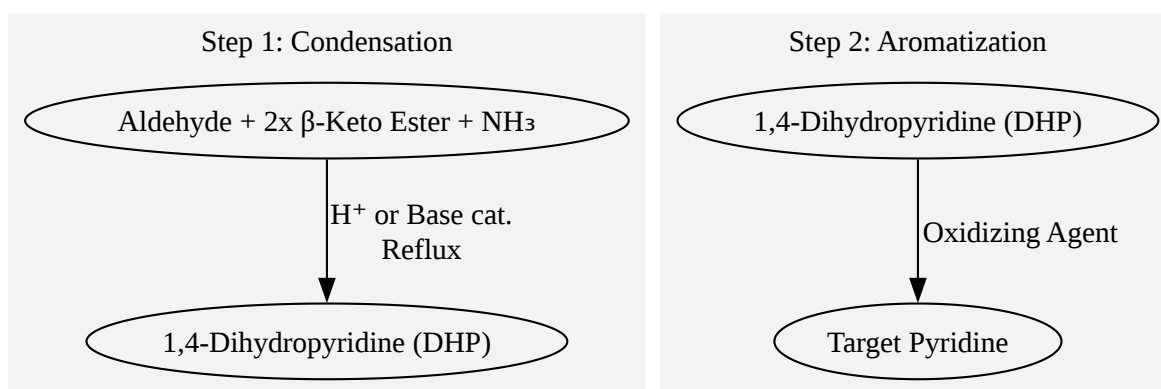 Step 1: Condensation
Aldehyde + 2x β-Keto Ester + NH₃
H⁺ or Base cat.
Reflux
1,4-Dihydropyridine (DHP)
Step 2: Aromatization
1,4-Dihydropyridine (DHP)
Oxidizing Agent
Target Pyridine